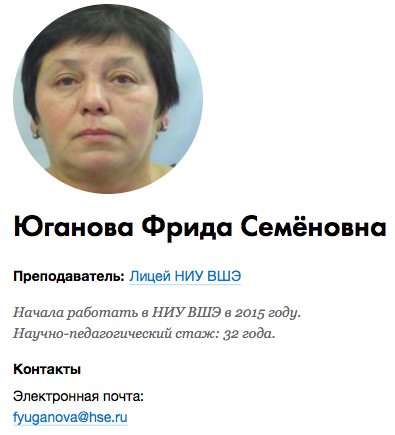 Юганова Фрида Семёновна
Преподаватель: Лицей НИУ ВШЭ
Начала работать в НИУ ВШЭ в 2015 году.
Научно-педагогический стаж: 32 года.
Контакты
Электронная почта:
fyuganova@hse.ru